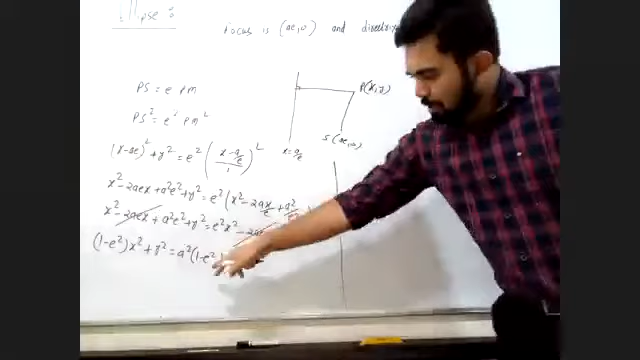 Ellipse :
Focus is (ae, 0) and directrix
PS = e PM
P(x, y)
PS² = e² PM²
S (ae, 0)
x = a/e
(x-ae)² + y² = e² ((x - a/e)/1)²
x² - 2aex + a²e² + y² = e² (x² - 2ax/e + a²/e²
x² - 2aex + a²e² + y² = e²x² - 2ae
(1-e²)x² + y² = a²(1-e²)